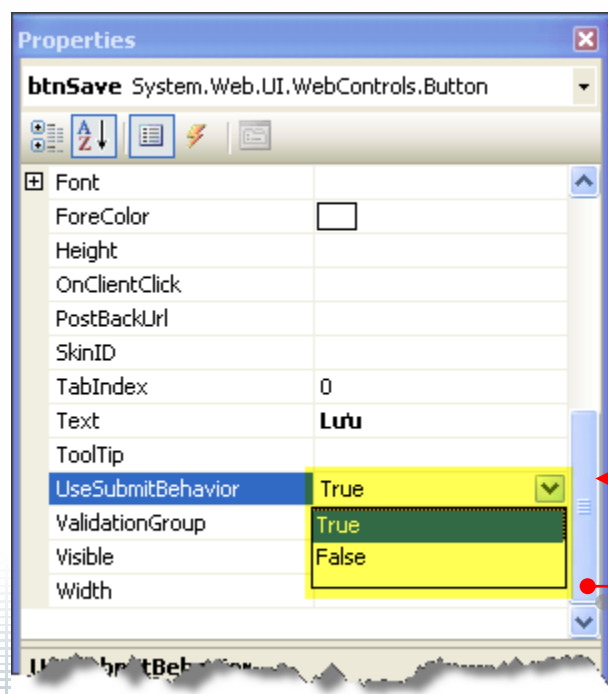 Properties
btnSave System.Web.UI.WebControls.Button
Font
ForeColor
Height
OnClientClick
PostBackUrl
SkinID
TabIndex 0
Text Lưu
ToolTip
UseSubmitBehavior True
ValidationGroup True
Visible False
Width